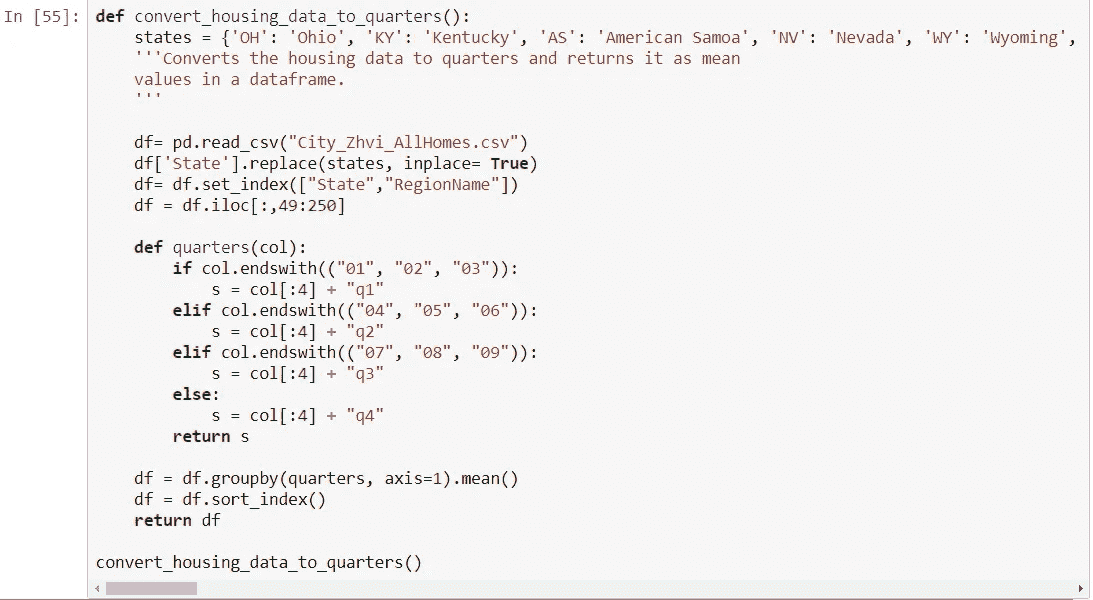 In [55]: def convert_housing_data_to_quarters():
    states = {'OH': 'Ohio', 'KY': 'Kentucky', 'AS': 'American Samoa', 'NV': 'Nevada', 'WY': 'Wyoming',
    '''Converts the housing data to quarters and returns it as mean
    values in a dataframe.
    '''
    df= pd.read_csv("City_Zhvi_AllHomes.csv")
    df['State'].replace(states, inplace= True)
    df= df.set_index(["State","RegionName"])
    df = df.iloc[:,49:250]
    def quarters(col):
        if col.endswith(("01", "02", "03")):
            s = col[:4] + "q1"
        elif col.endswith(("04", "05", "06")):
            s = col[:4] + "q2"
        elif col.endswith(("07", "08", "09")):
            s = col[:4] + "q3"
        else:
            s = col[:4] + "q4"
        return s
    df = df.groupby(quarters, axis=1).mean()
    df = df.sort_index()
    return df
convert_housing_data_to_quarters()